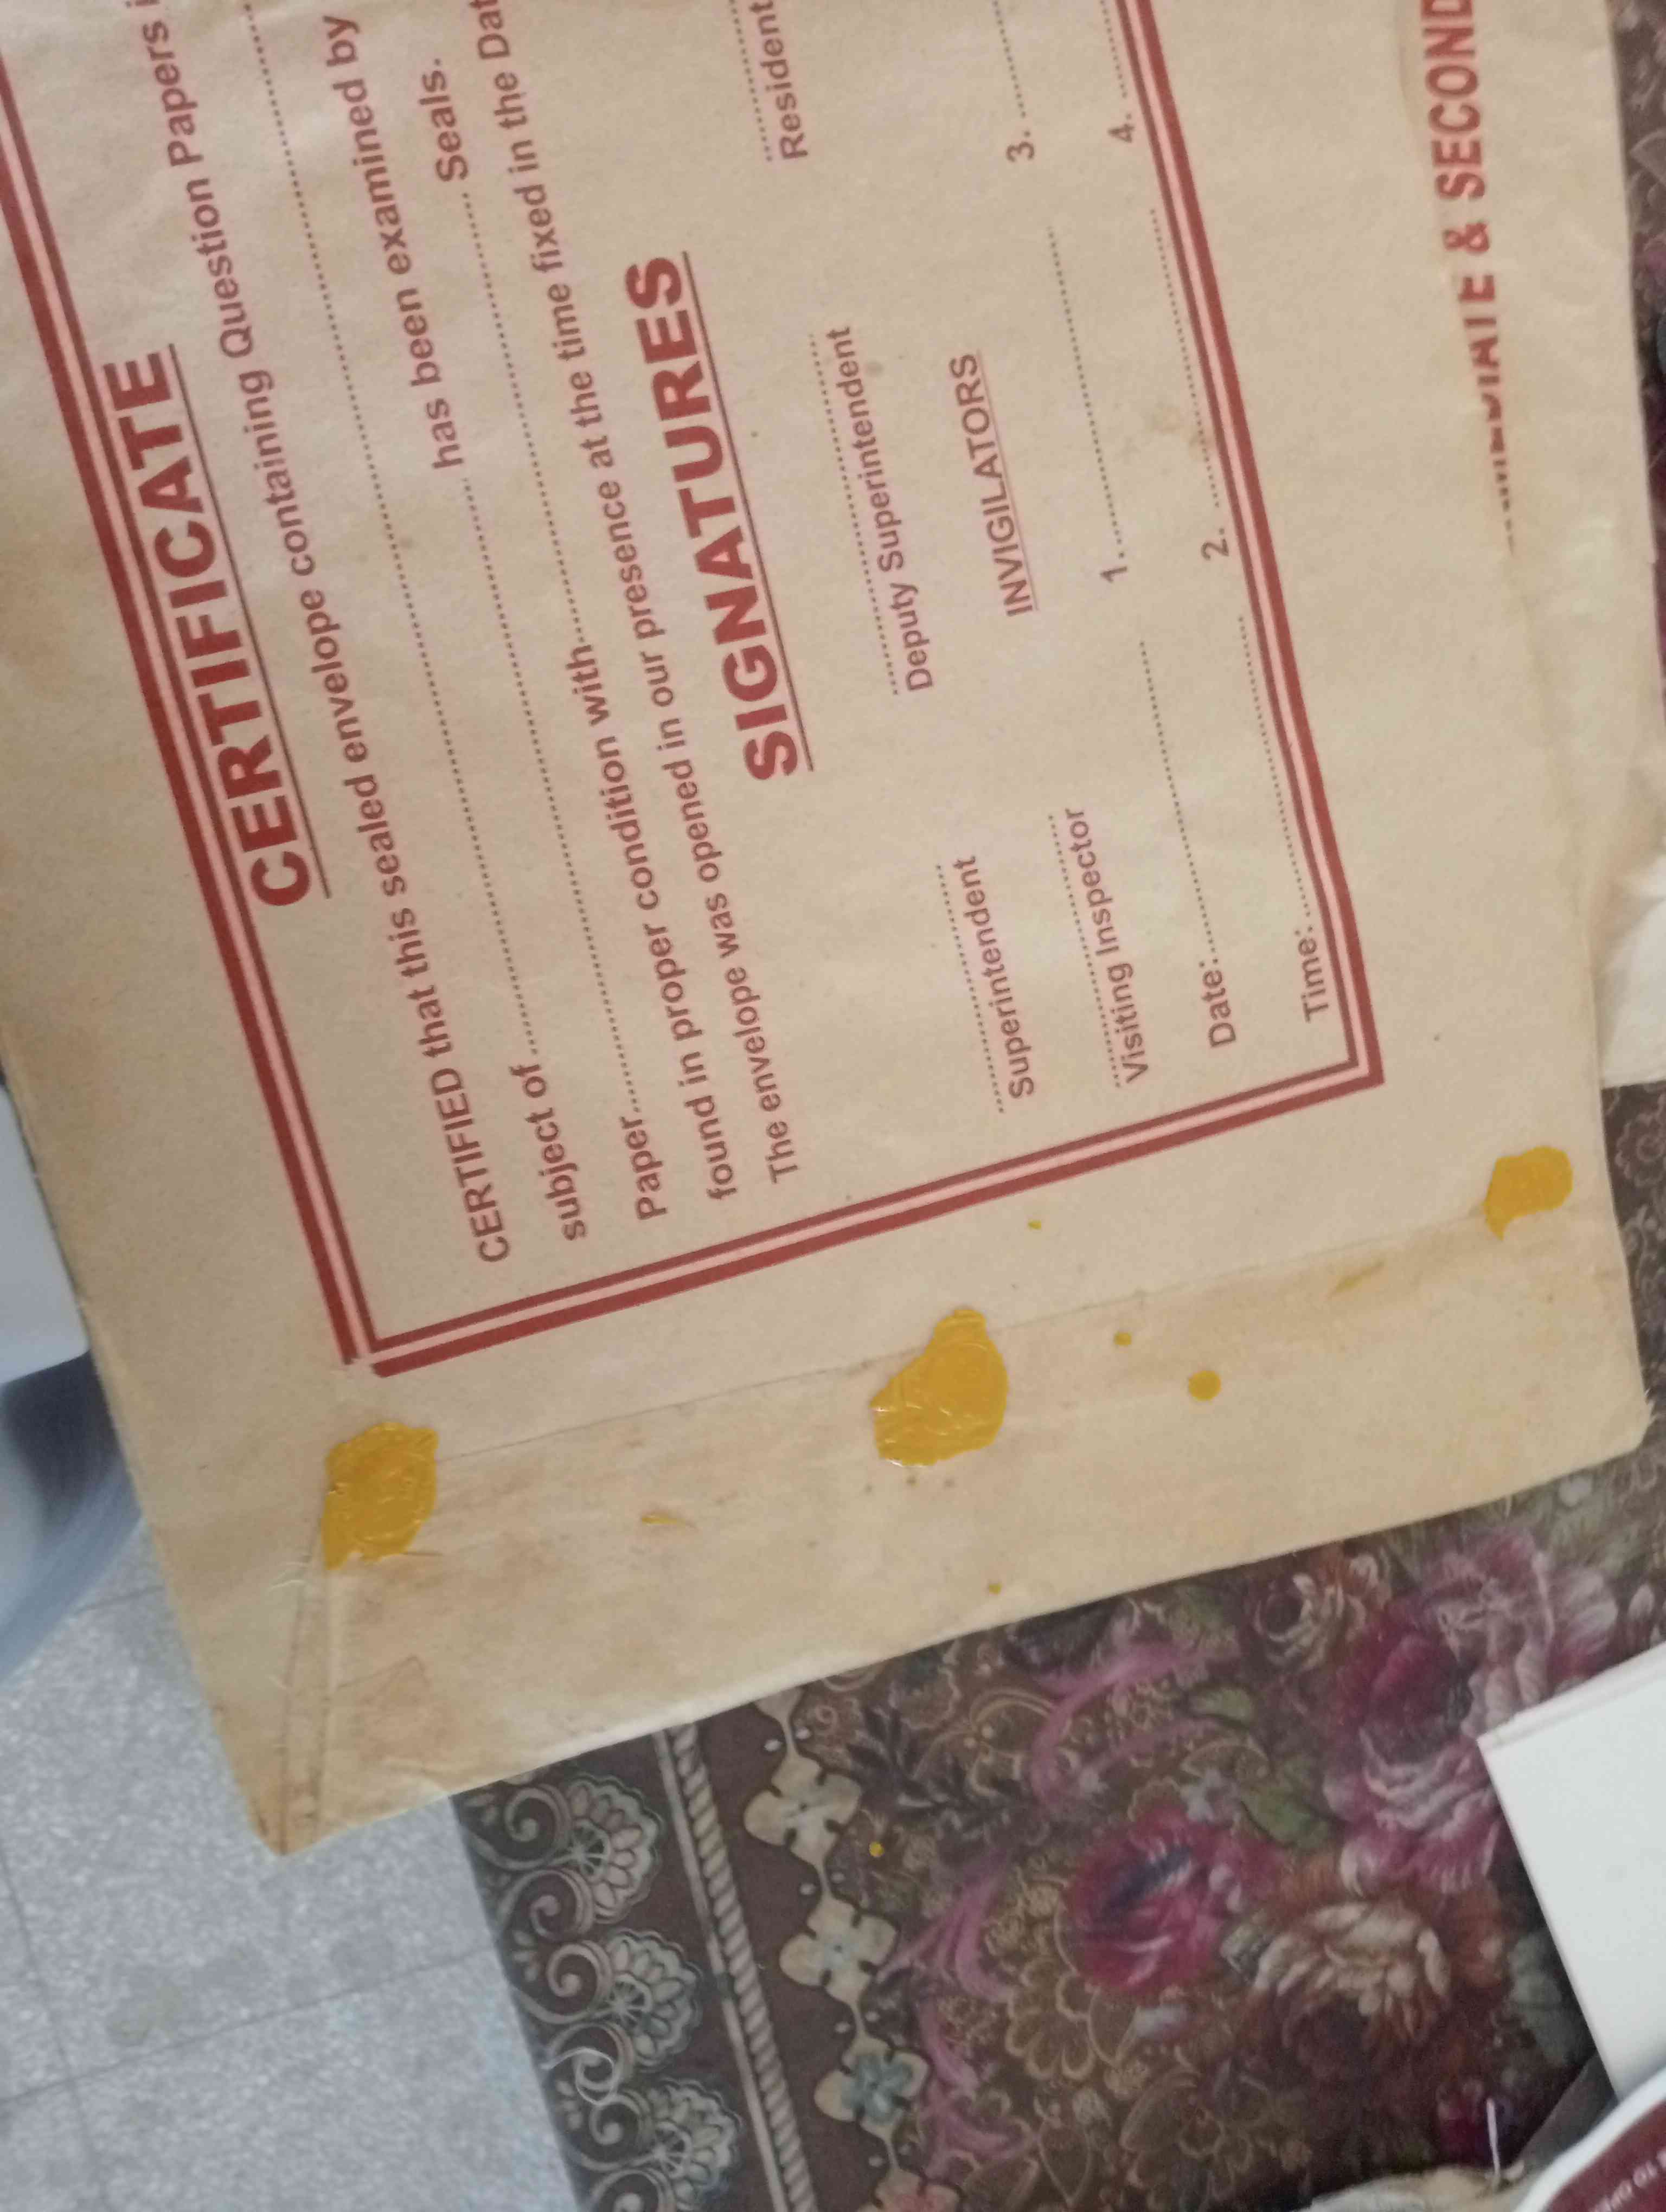 CERTIFICATE
CERTIFIED that this sealed envelope containing Question Papers
subject of .......... has been examined by
Paper.......... has been .......... Seals.
found in proper condition with.......... 
The envelope was opened in our presence at the time fixed in the
SIGNATURES
Superintendent
Deputy Superintendent
Resident
Visiting Inspector
INVIGILATORS
Date:..........
1. ..........
3. ..........
Time:..........
2. ..........
4. ..........
& SECOND